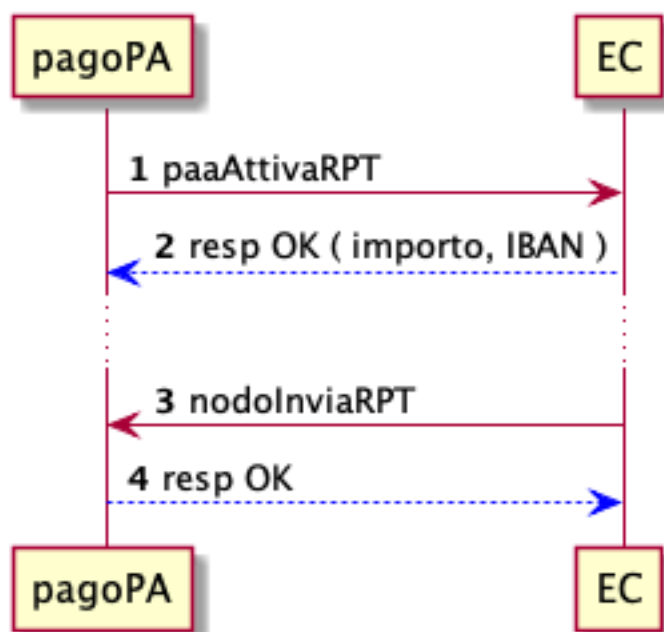 pagoPA EC
1 paaAttivaRPT
2 resp OK ( importo, IBAN )
3 nodoInviaRPT
4 resp OK
pagoPA EC